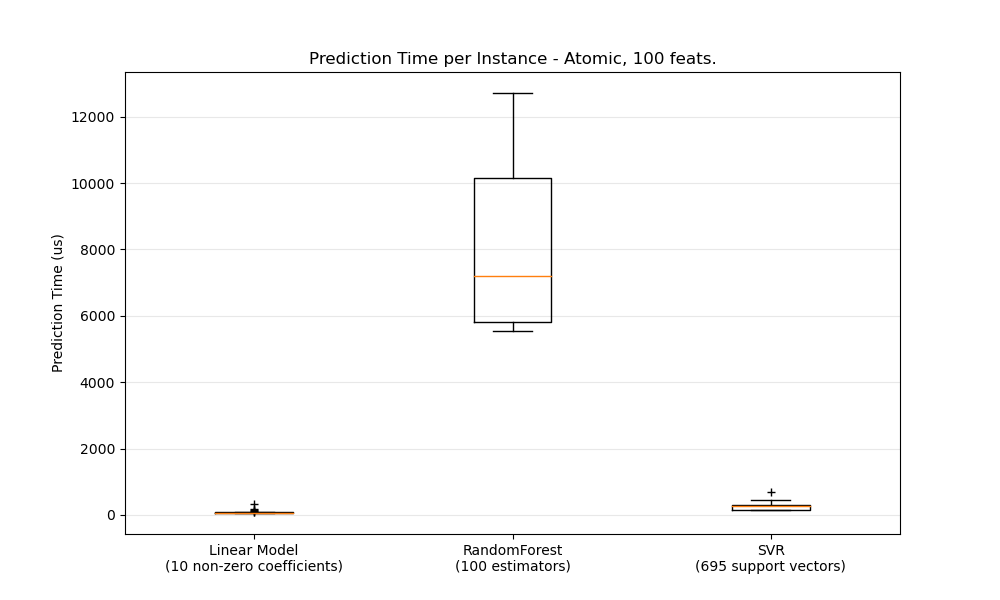 Prediction Time per Instance - Atomic, 100 feats.
Prediction Time (us)
12000
10000
8000
6000
4000
2000
0
Linear Model
(10 non-zero coefficients)
RandomForest
(100 estimators)
SVR
(695 support vectors)